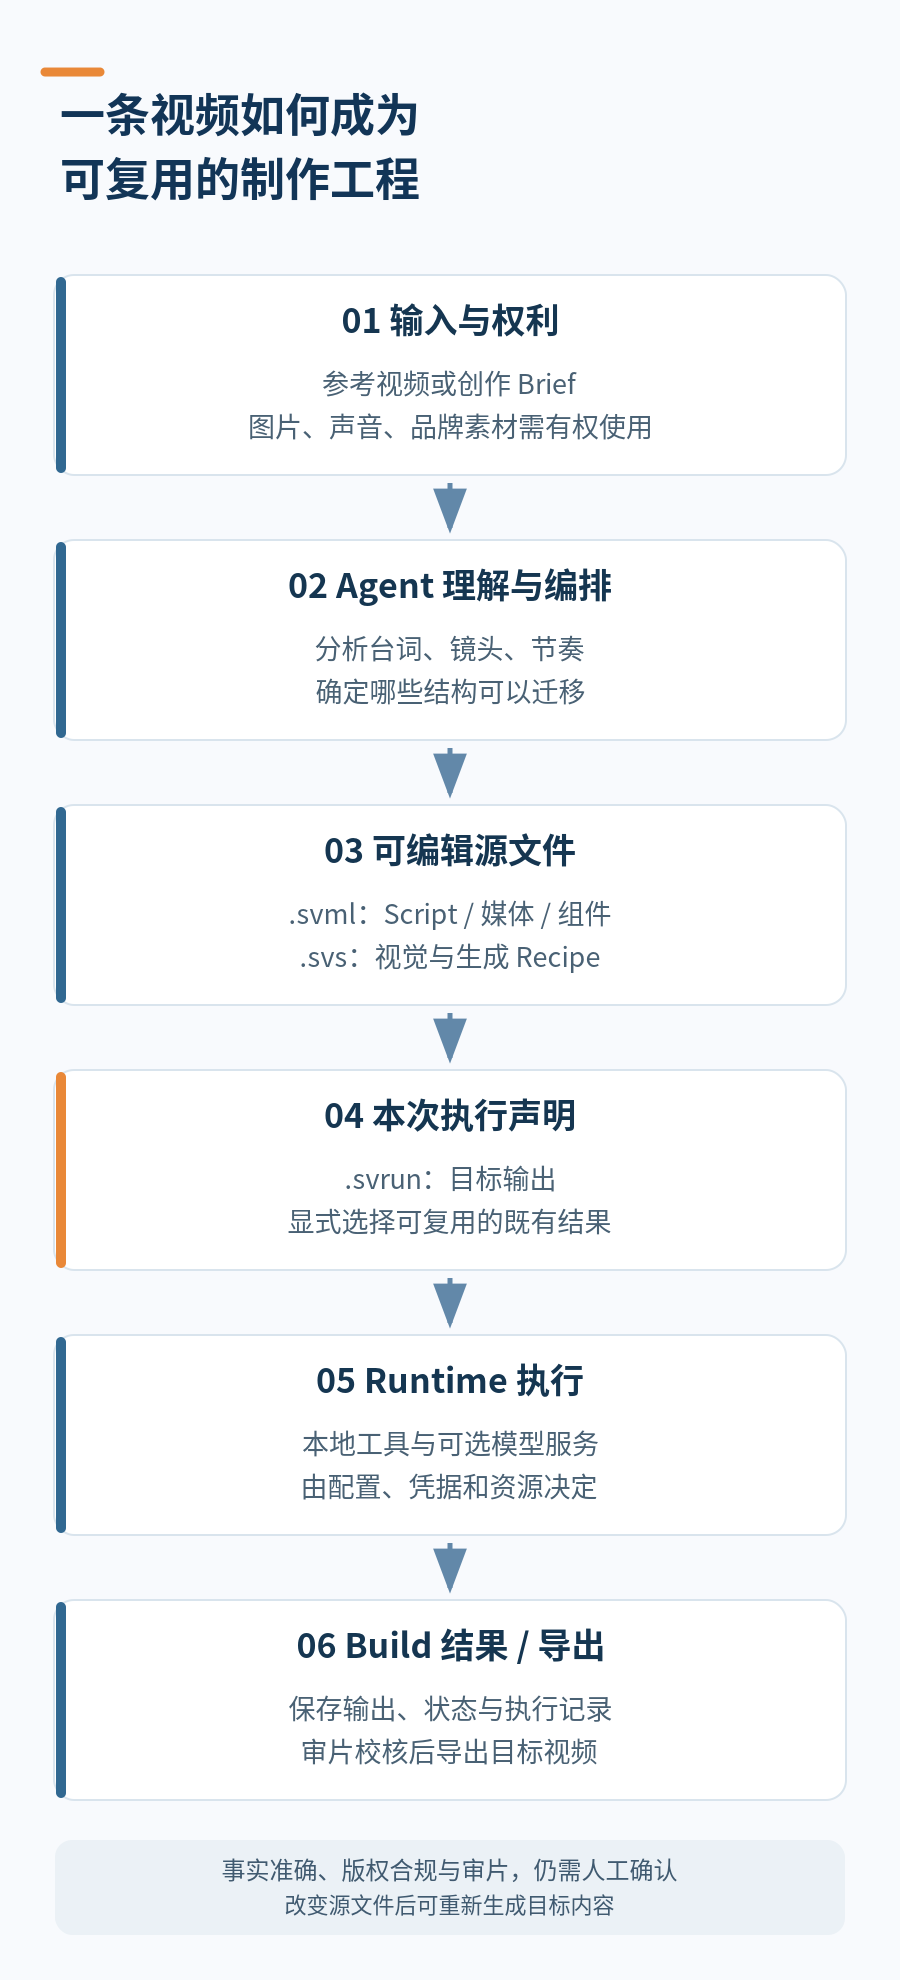 一条视频如何成为
可复用的制作工程
01 输入与权利
参考视频或创作 Brief
图片、声音、品牌素材需有权使用
02 Agent 理解与编排
分析台词、镜头、节奏
确定哪些结构可以迁移
03 可编辑源文件
.svml：Script / 媒体 / 组件
.svs：视觉与生成 Recipe
04 本次执行声明
.svrun：目标输出
显式选择可复用的既有结果
05 Runtime 执行
本地工具与可选模型服务
由配置、凭据和资源决定
06 Build 结果 / 导出
保存输出、状态与执行记录
审片校核后导出目标视频
事实准确、版权合规与审片，仍需人工确认
改变源文件后可重新生成目标内容